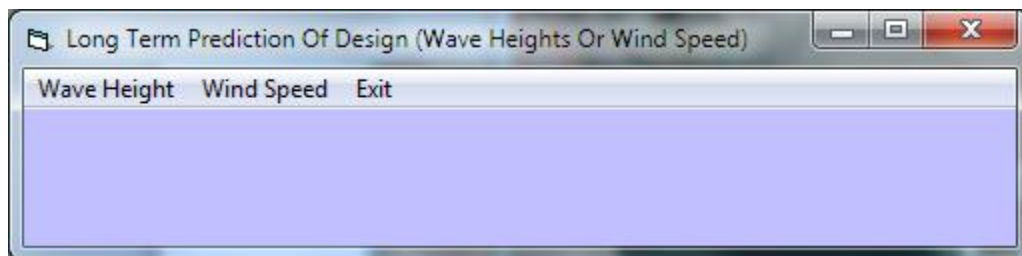 Long Term Prediction Of Design (Wave Heights Or Wind Speed)
Wave Height Wind Speed Exit